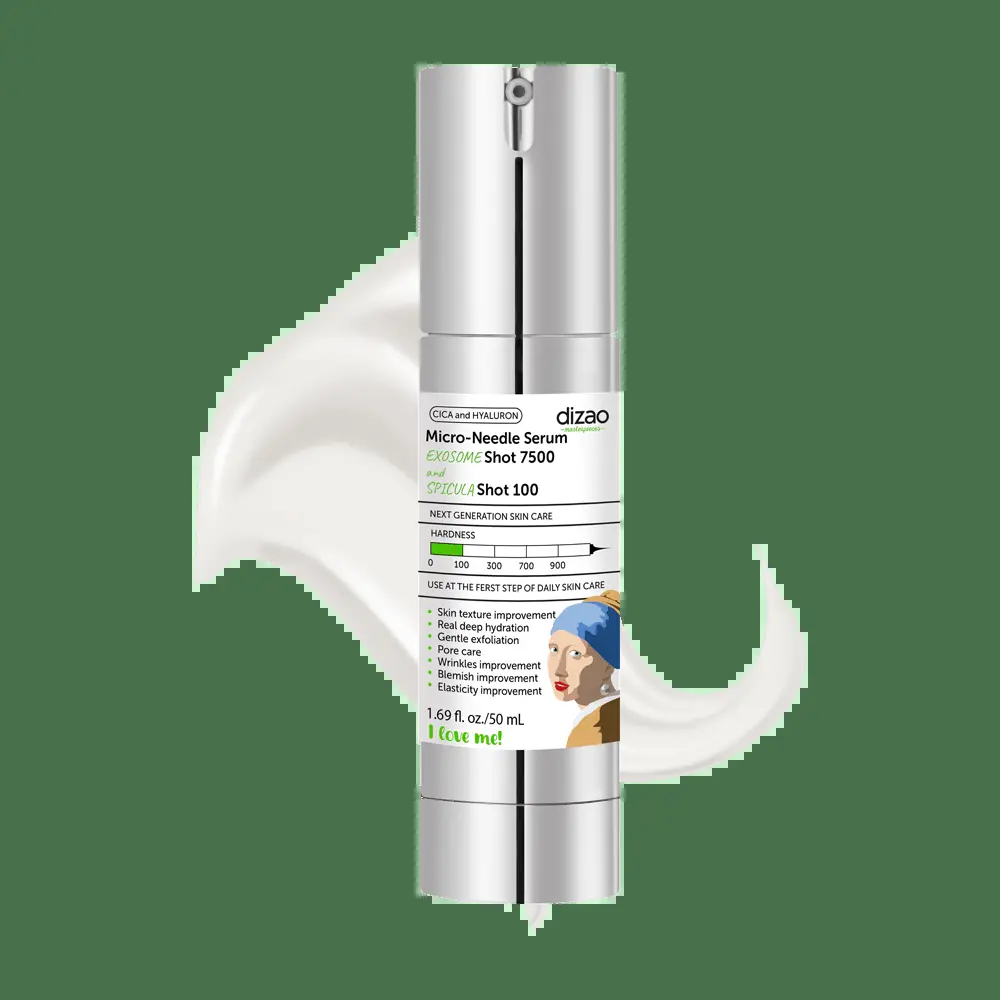 CICA and HYALURON
dizao
masterpieces
Micro-Needle Serum
EXOSOME Shot 7500
and
SPICULA Shot 100
NEXT GENERATION SKIN CARE
HARDNESS
0 100 300 700 900
USE AT THE FERST STEP OF DAILY SKIN CARE
• Skin texture improvement
• Real deep hydration
• Gentle exfoliation
• Pore care
• Wrinkles improvement
• Blemish improvement
• Elasticity improvement
1.69 fl. oz./50 mL
I love me!